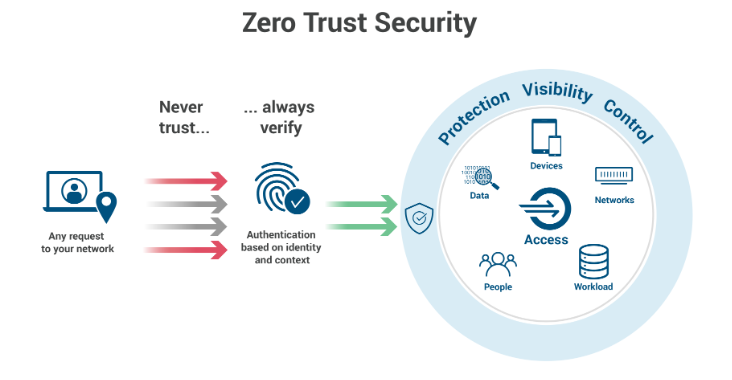 Zero Trust Security
Never
trust...
... always
verify
Any request
to your network
Authentication
based on identity
and context
Protection Visibility Control
Devices
Data
Networks
Access
People
Workload